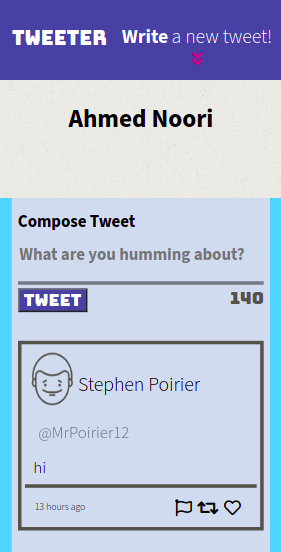 TWEETER Write a new tweet!
Ahmed Noori
Compose Tweet
What are you humming about?
TWEET 140
Stephen Poirier
@MrPoirier12
hi
13 hours ago